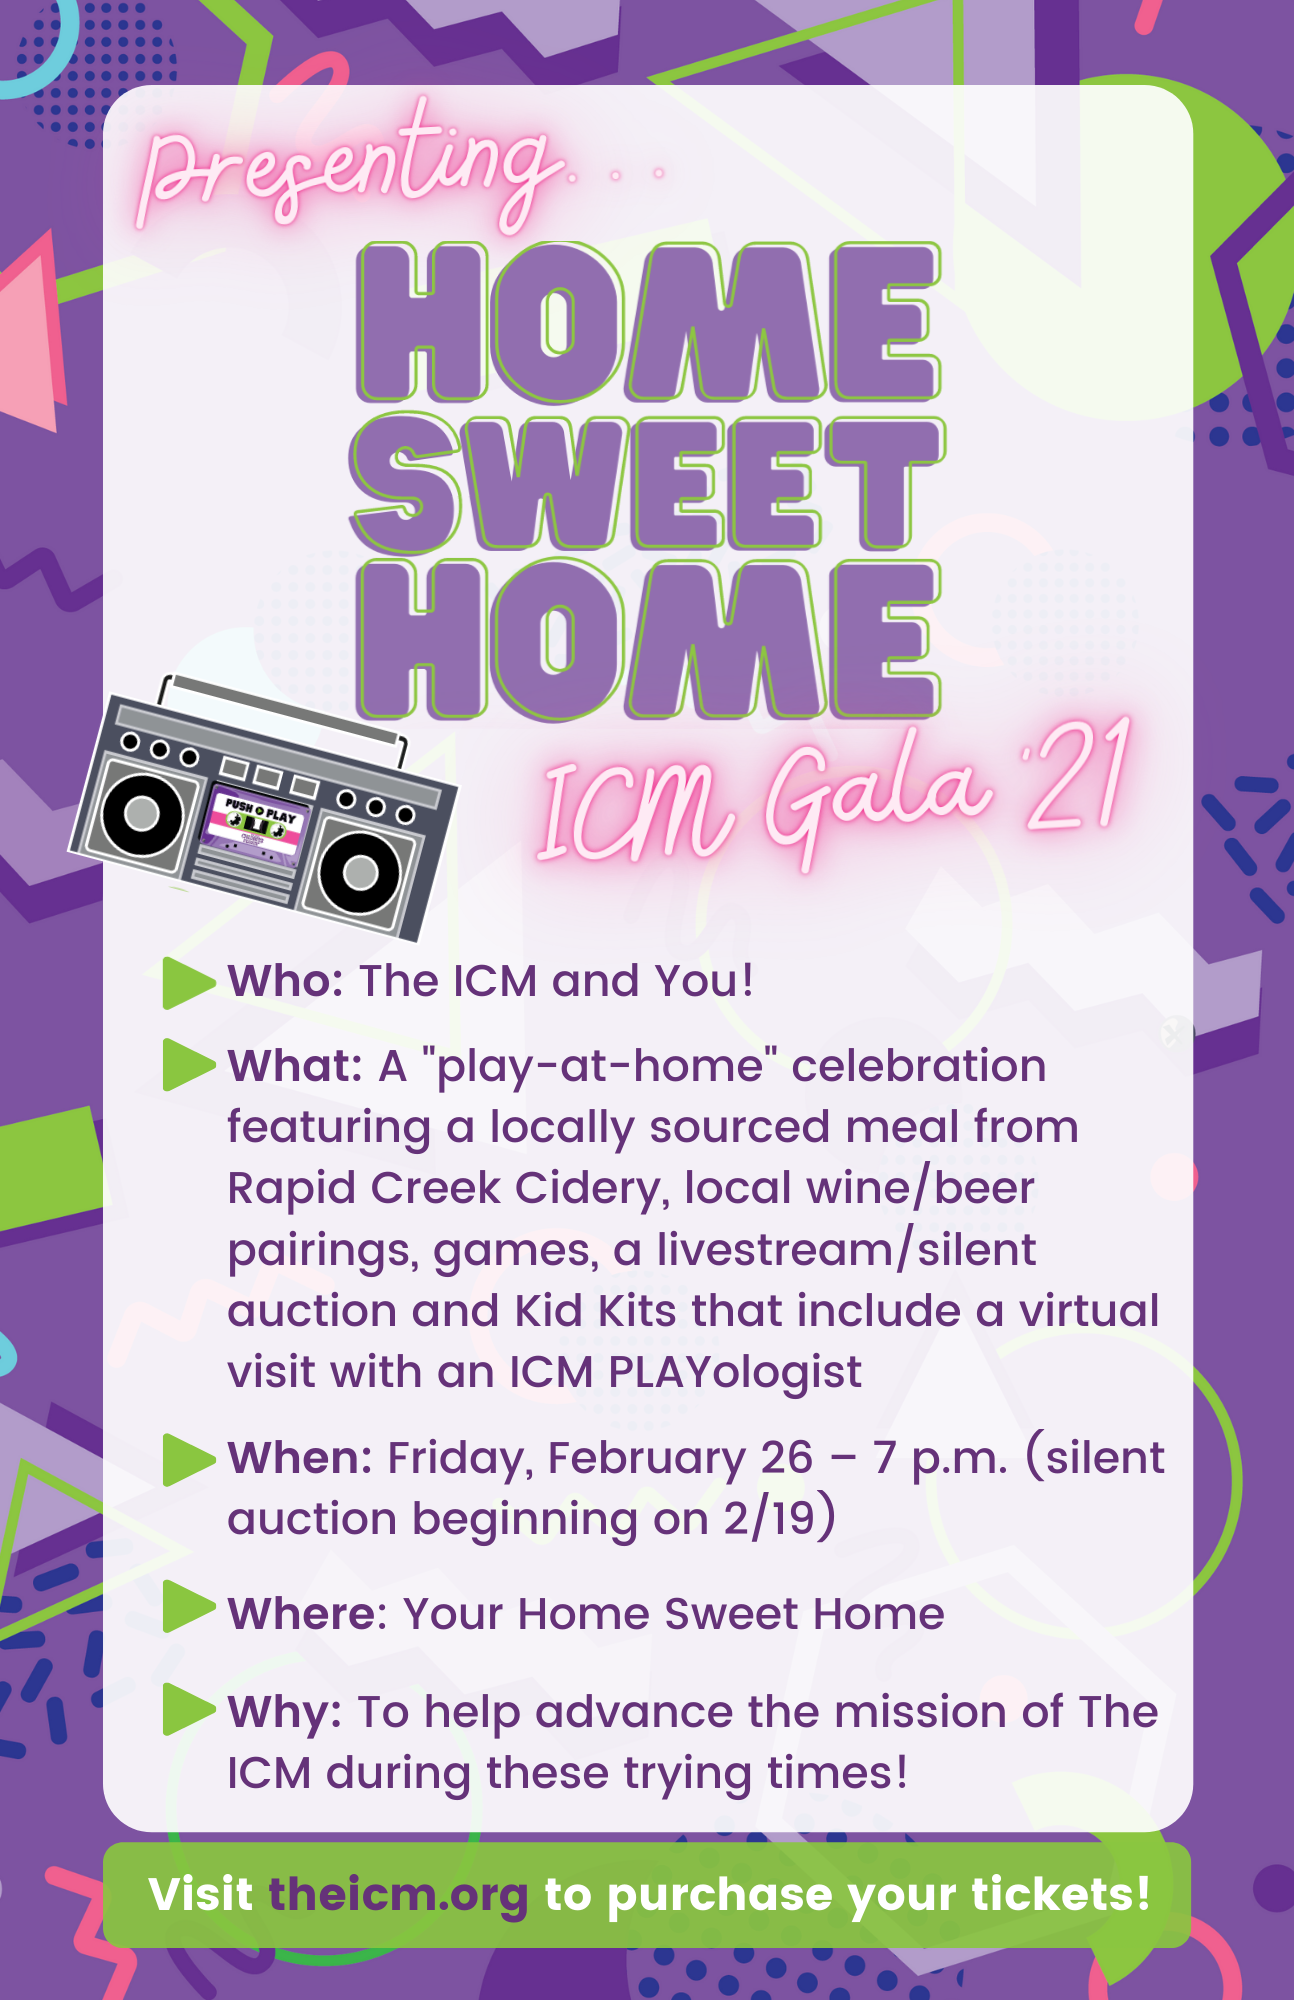 presenting. . .
HOME
SWEET
HOME
ICM Gala '21
PUSH PLAY
Who: The ICM and You!
What: A "play-at-home" celebration
featuring a locally sourced meal from
Rapid Creek Cidery, local wine/beer
pairings, games, a livestream/silent
auction and Kid Kits that include a virtual
visit with an ICM PLAYologist
When: Friday, February 26 – 7 p.m. (silent
auction beginning on 2/19)
Where: Your Home Sweet Home
Why: To help advance the mission of The
ICM during these trying times!
Visit theicm.org to purchase your tickets!